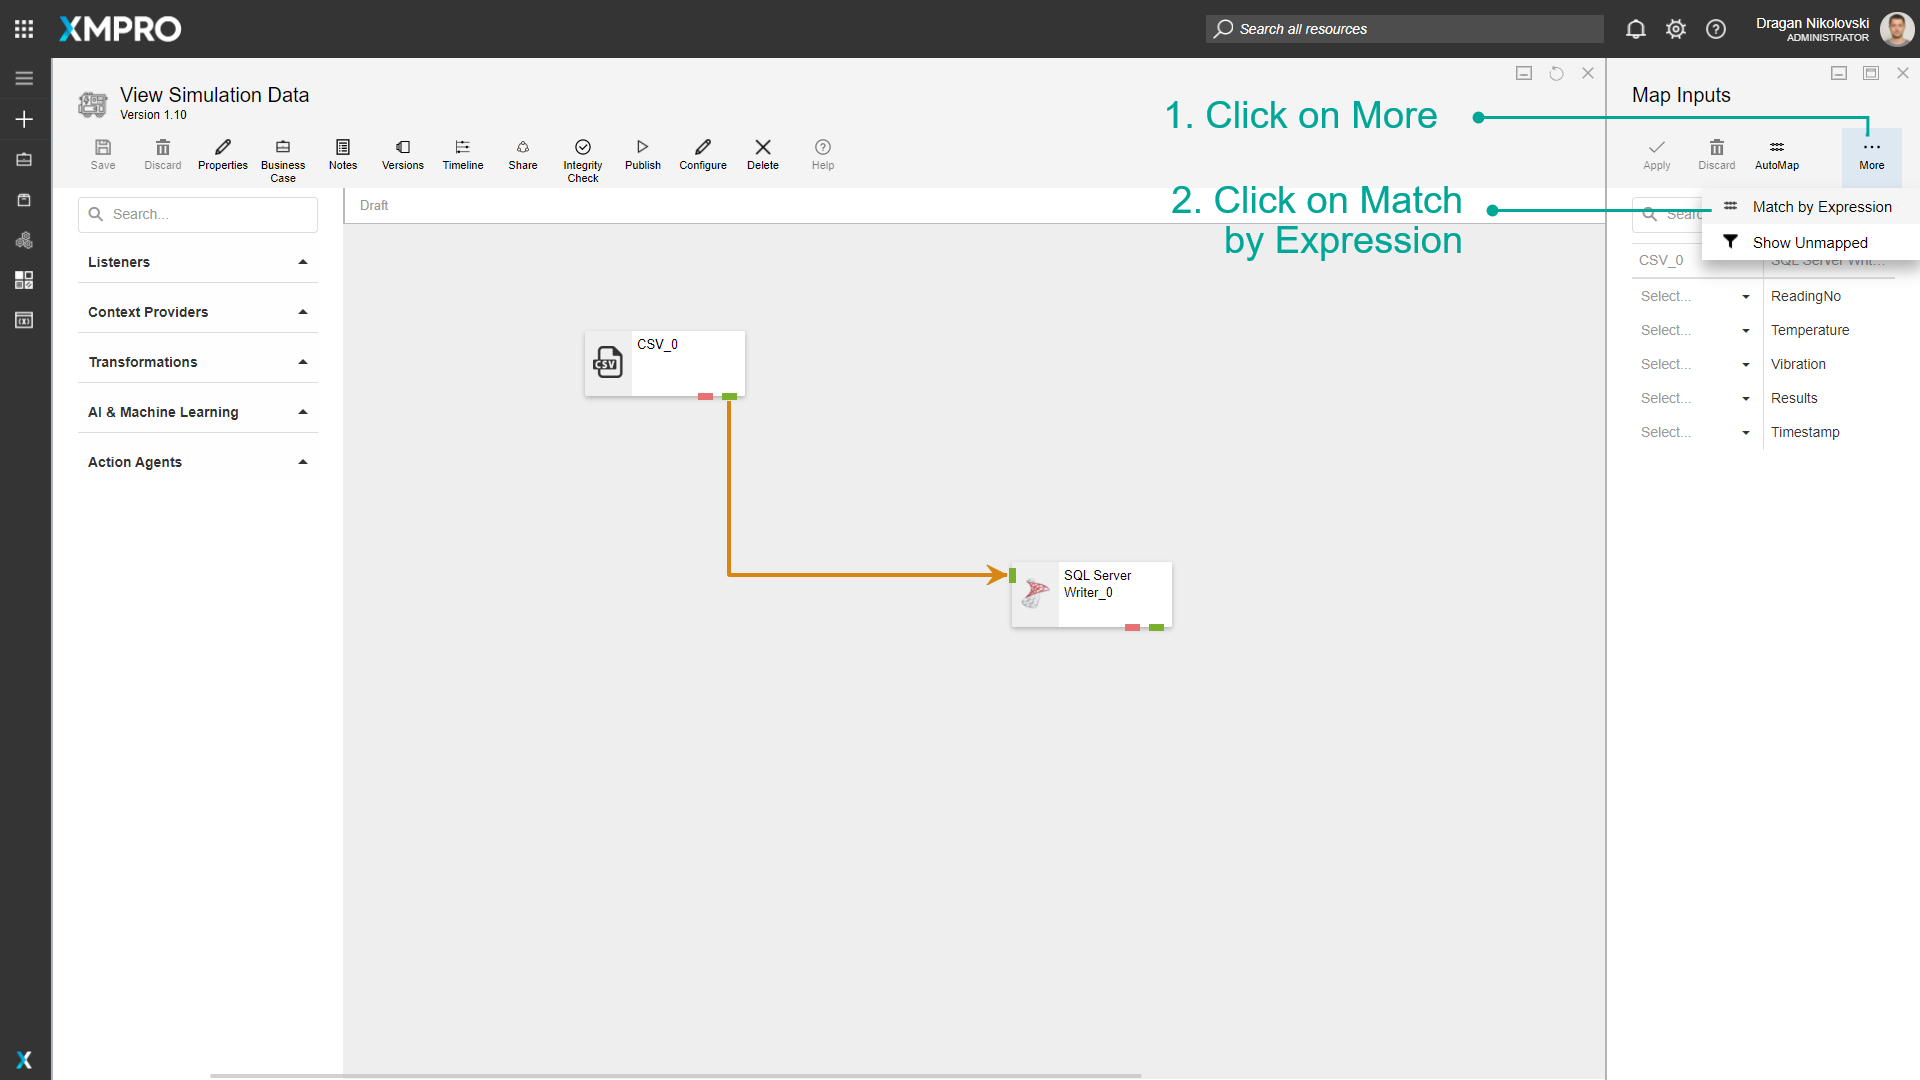 XMPRO
Search all resources
Dragan Nikolovski
ADMINISTRATOR
View Simulation Data
Version 1.10
Save
Discard
Properties
Business
Case
Notes
Versions
Timeline
Share
Integrity
Check
Publish
Configure
Delete
Help
1. Click on More
2. Click on Match
by Expression
Map Inputs
Apply
Discard
AutoMap
More
Match by Expression
Show Unmapped
Search...
Listeners
Context Providers
Transformations
AI & Machine Learning
Action Agents
Draft
CSV_0
CSV
SQL Server
Writer_0
CSV_0
SQL Server Writ...
Select... ReadingNo
Select... Temperature
Select... Vibration
Select... Results
Select... Timestamp